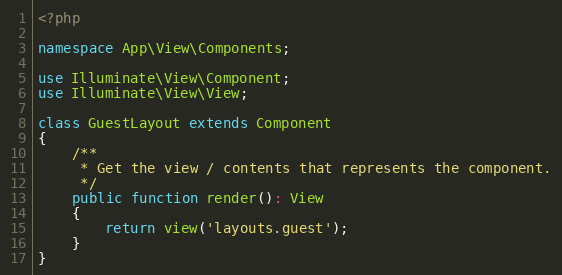 1 <?php
2
3 namespace App\View\Components;
4
5 use Illuminate\View\Component;
6 use Illuminate\View\View;
7
8 class GuestLayout extends Component
9 {
10     /**
11      * Get the view / contents that represents the component.
12      */
13     public function render(): View
14     {
15         return view('layouts.guest');
16     }
17 }